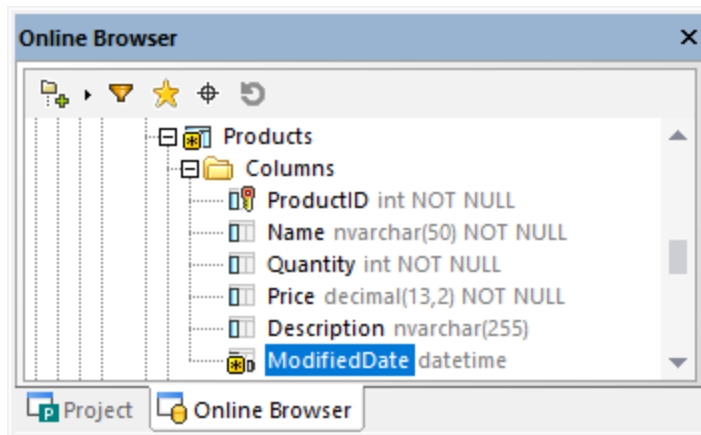 Online Browser
Products
Columns
ProductID int NOT NULL
Name nvarchar(50) NOT NULL
Quantity int NOT NULL
Price decimal(13,2) NOT NULL
Description nvarchar(255)
ModifiedDate datetime
Project Online Browser